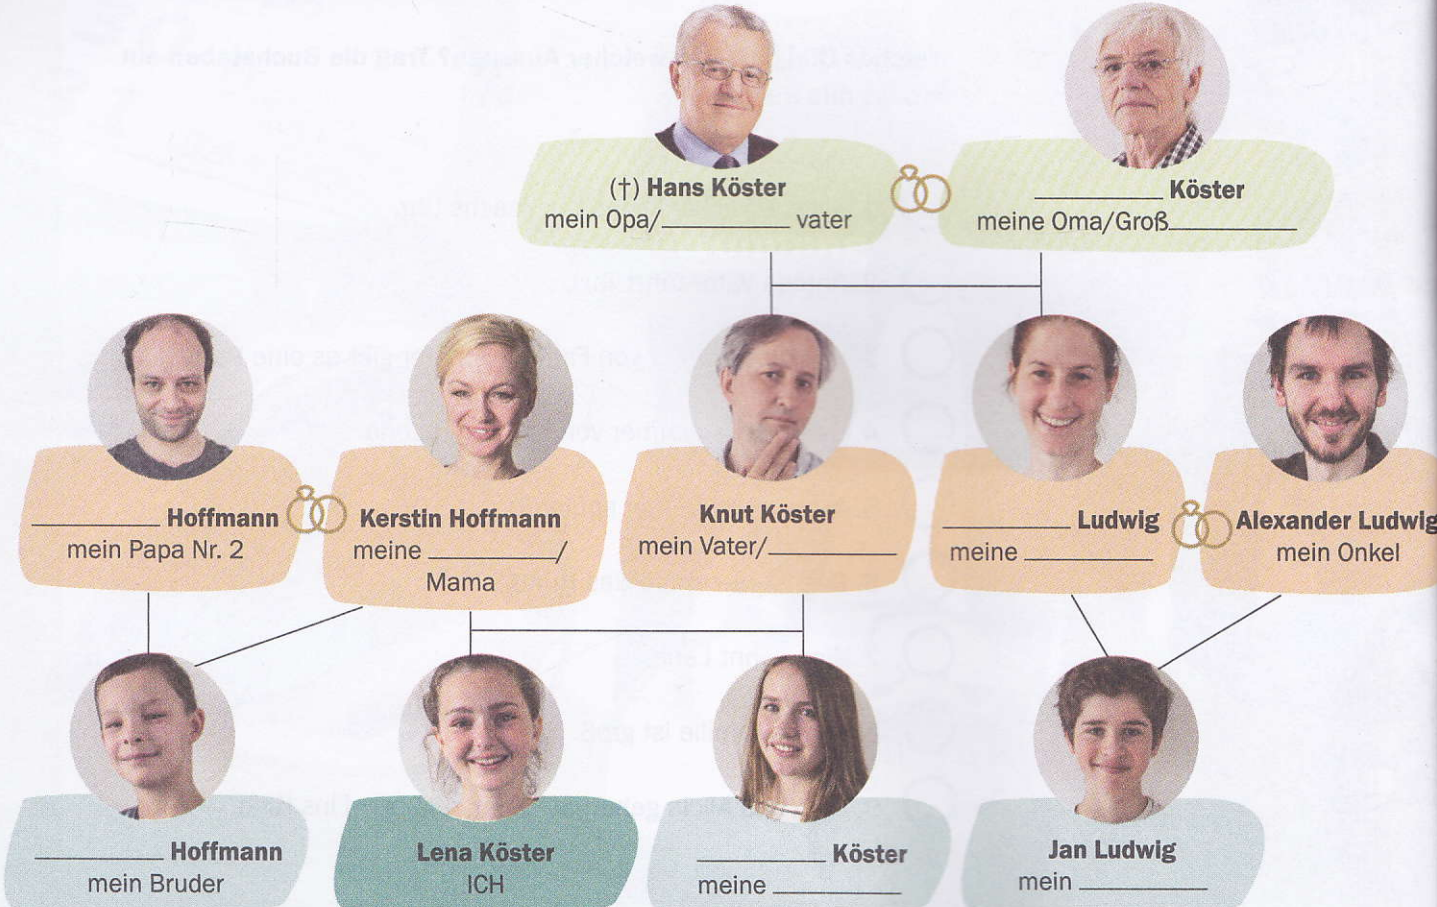 (†) Hans Köster
mein Opa/__________ vater
__________ Köster
meine Oma/Groß__________
__________ Hoffmann
mein Papa Nr. 2
Kerstin Hoffmann
meine __________/
Mama
Knut Köster
mein Vater/__________
__________ Ludwig
meine __________
Alexander Ludwig
mein Onkel
__________ Hoffmann
mein Bruder
Lena Köster
ICH
__________ Köster
meine __________
Jan Ludwig
mein __________